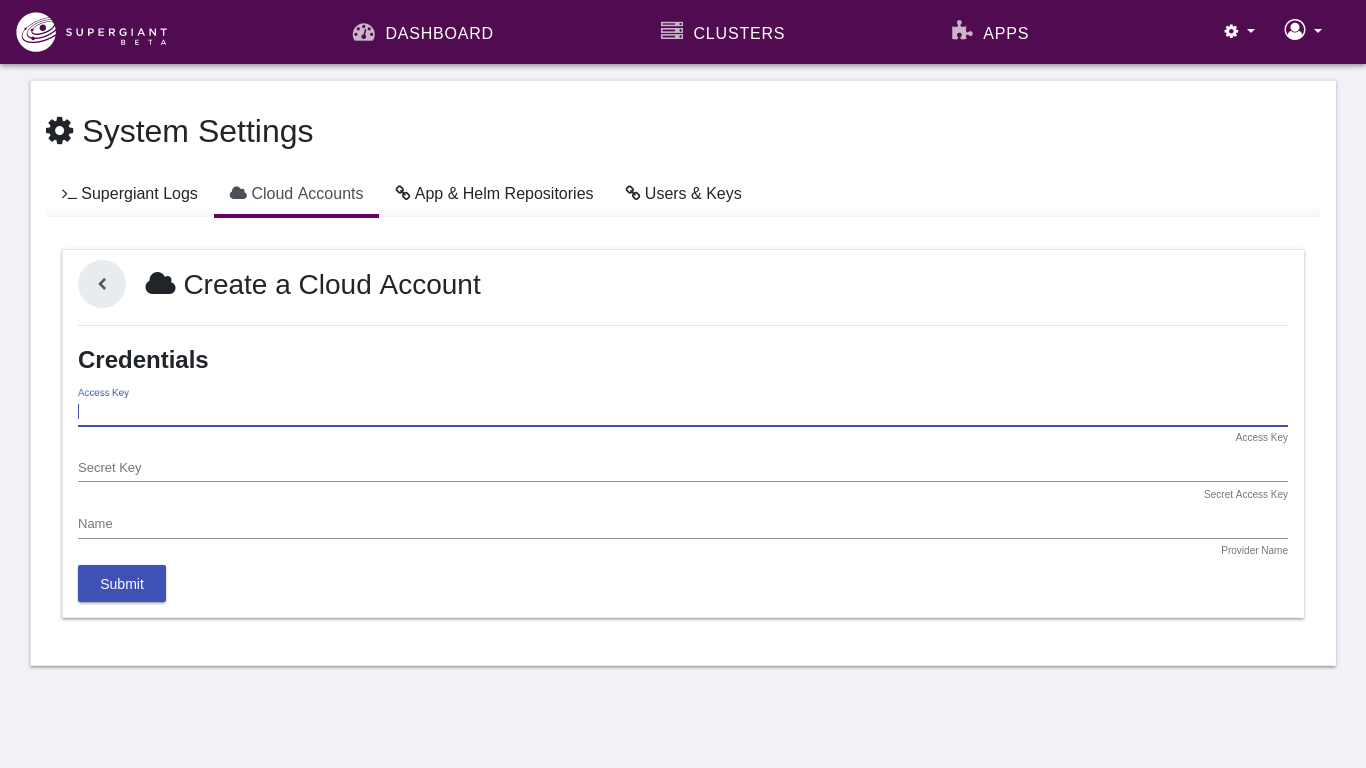 SUPERGIANT
BETA
DASHBOARD
CLUSTERS
APPS
System Settings
Supergiant Logs
Cloud Accounts
App & Helm Repositories
Users & Keys
Create a Cloud Account
Credentials
Access Key
Access Key
Secret Key
Secret Access Key
Name
Provider Name
Submit